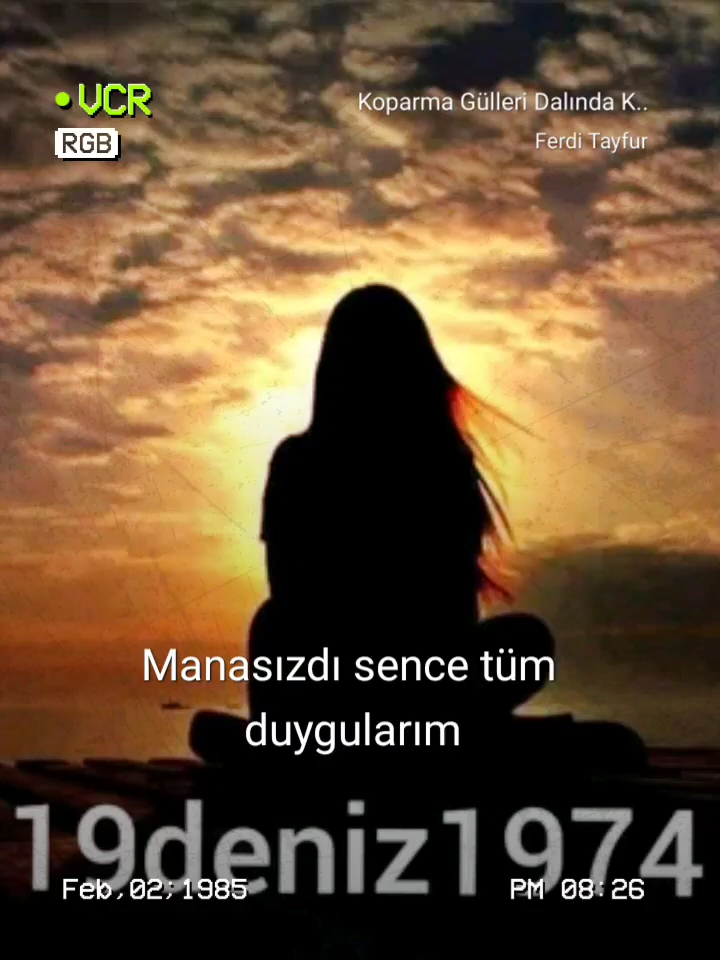 VCR
RGB
Koparma Gülleri Dalında K..
Ferdi Tayfur
Manasızdı sence tüm
duygularım
19deniz1974
Feb,02;1985
PM 08:26